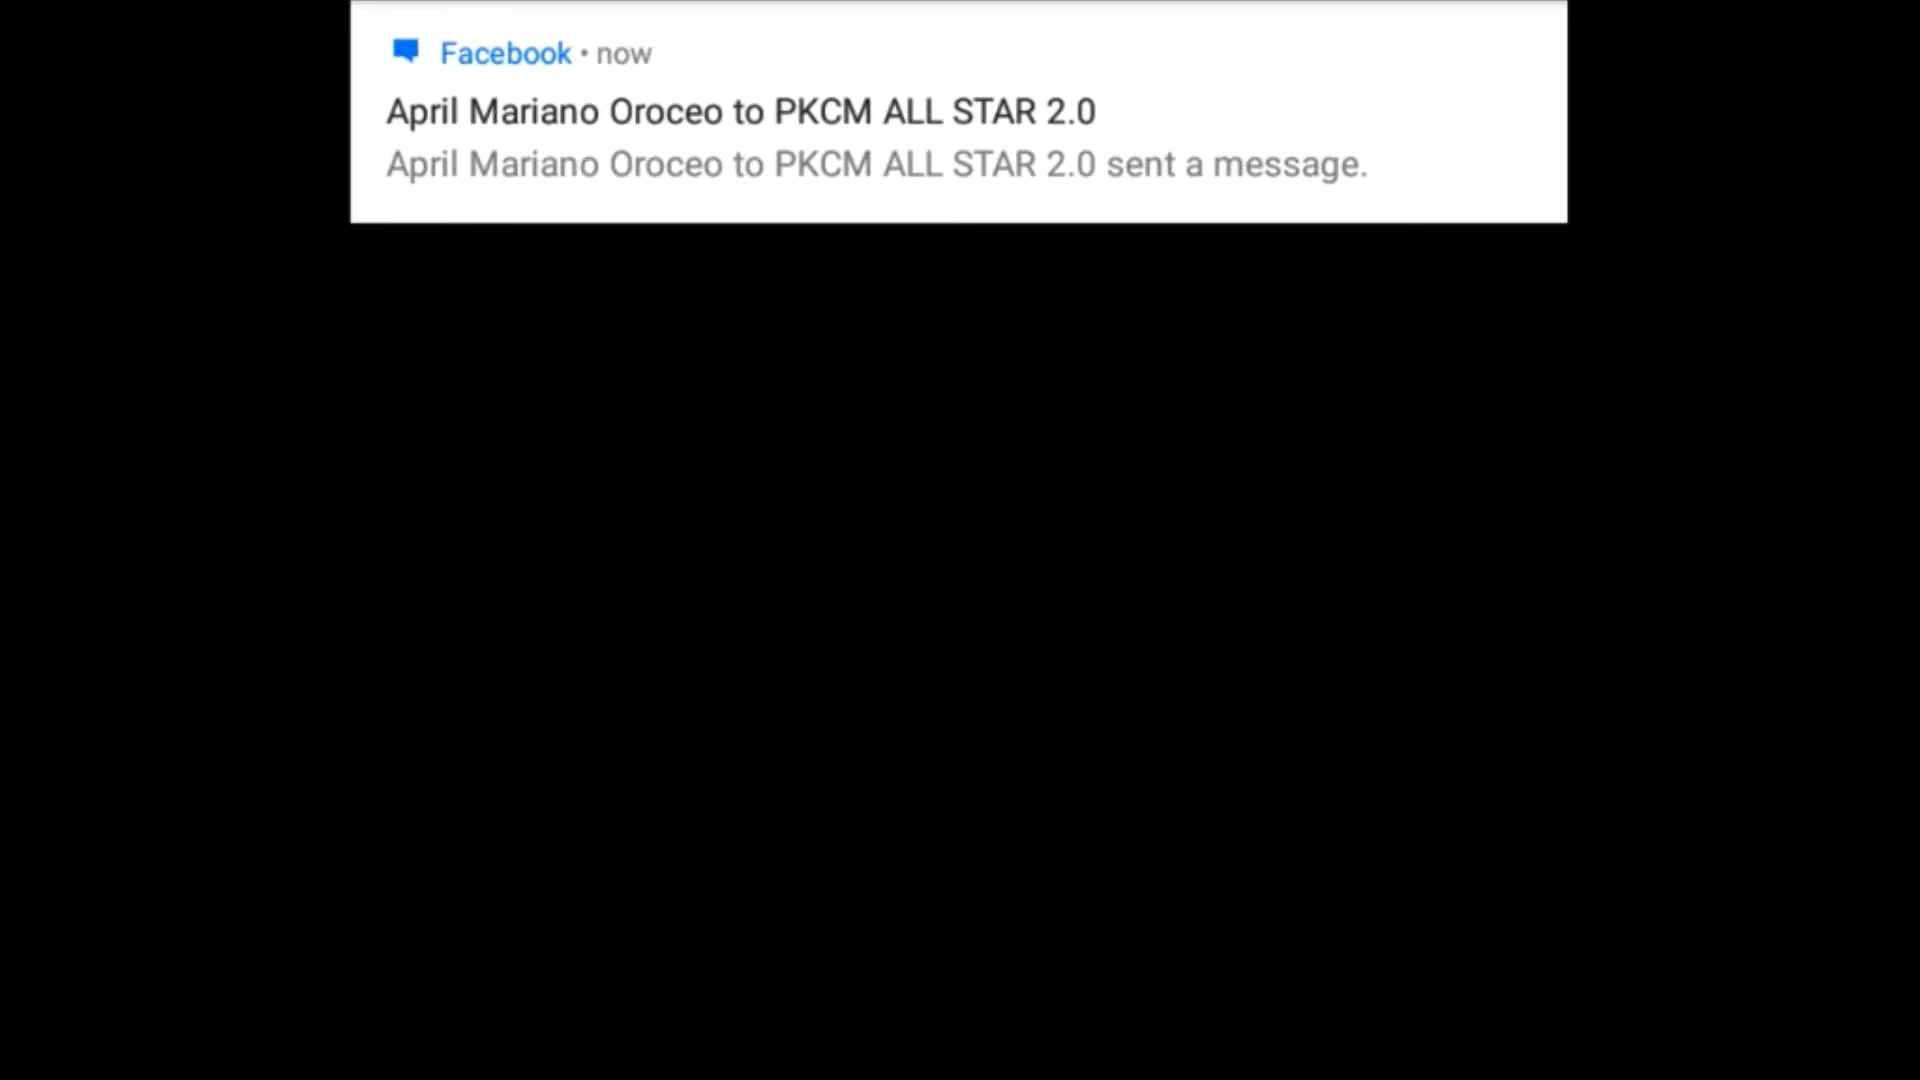 Facebook • now
April Mariano Oroceo to PKCM ALL STAR 2.0
April Mariano Oroceo to PKCM ALL STAR 2.0 sent a message.